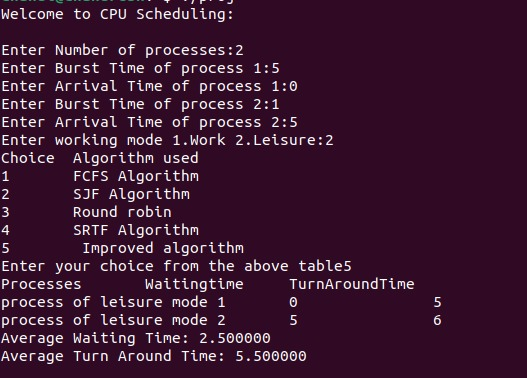 Welcome to CPU Scheduling:
Enter Number of processes:2
Enter Burst Time of process 1:5
Enter Arrival Time of process 1:0
Enter Burst Time of process 2:1
Enter Arrival Time of process 2:5
Enter working mode 1.Work 2.Leisure:2
Choice  Algorithm used
1       FCFS Algorithm
2       SJF Algorithm
3       Round robin
4       SRTF Algorithm
5        Improved algorithm
Enter your choice from the above table5
Processes       Waitingtime     TurnAroundTime
process of leisure mode 1       0               5
process of leisure mode 2       5               6
Average Waiting Time: 2.500000
Average Turn Around Time: 5.500000